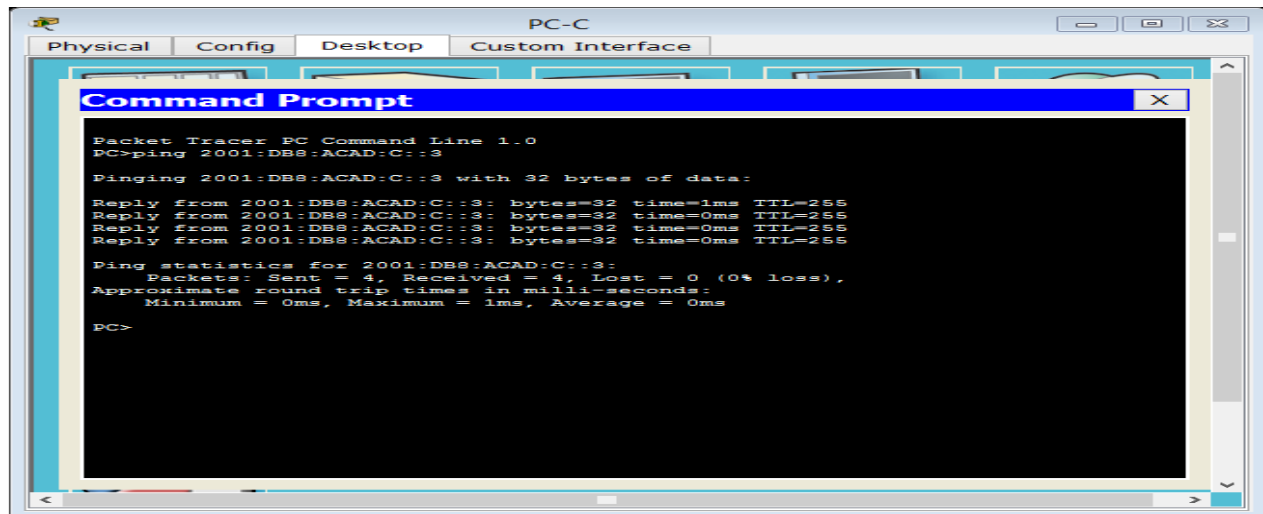 PC-C
Physical Config Desktop Custom Interface
Command Prompt
X
Packet Tracer PC Command Line 1.0
PC>ping 2001:DB8:ACAD:C::3
Pinging 2001:DB8:ACAD:C::3 with 32 bytes of data:
Reply from 2001:DB8:ACAD:C::3: bytes=32 time=1ms TTL=255
Reply from 2001:DB8:ACAD:C::3: bytes=32 time=0ms TTL=255
Reply from 2001:DB8:ACAD:C::3: bytes=32 time=0ms TTL=255
Reply from 2001:DB8:ACAD:C::3: bytes=32 time=0ms TTL=255
Ping statistics for 2001:DB8:ACAD:C::3:
Packets: Sent = 4, Received = 4, Lost = 0 (0% loss),
Approximate round trip times in milli-seconds:
Minimum = 0ms, Maximum = 1ms, Average = 0ms
PC>